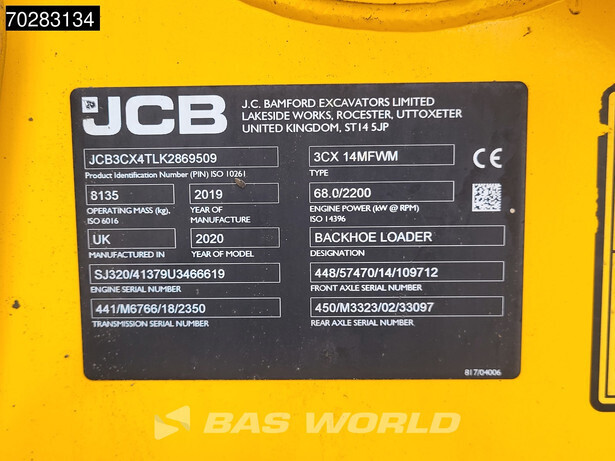 70283134
JCB
J.C. BAMFORD EXCAVATORS LIMITED
LAKESIDE WORKS, ROCESTER, UTTOXETER
UNITED KINGDOM, ST14 5JP
JCB3CX4TLK2869509
Product Identification Number (PIN) ISO 10261
3CX 14MFWM
TYPE
CE
8135
OPERATING MASS (kg),
ISO 6016
2019
YEAR OF
MANUFACTURE
68.0/2200
ENGINE POWER (kW @ RPM)
ISO 14396
UK
MANUFACTURED IN
2020
YEAR OF MODEL
BACKHOE LOADER
DESIGNATION
SJ320/41379U3466619
ENGINE SERIAL NUMBER
448/57470/14/109712
FRONT AXLE SERIAL NUMBER
441/M6766/18/2350
TRANSMISSION SERIAL NUMBER
450/M3323/02/33097
REAR AXLE SERIAL NUMBER
817/04006
BAS WORLD